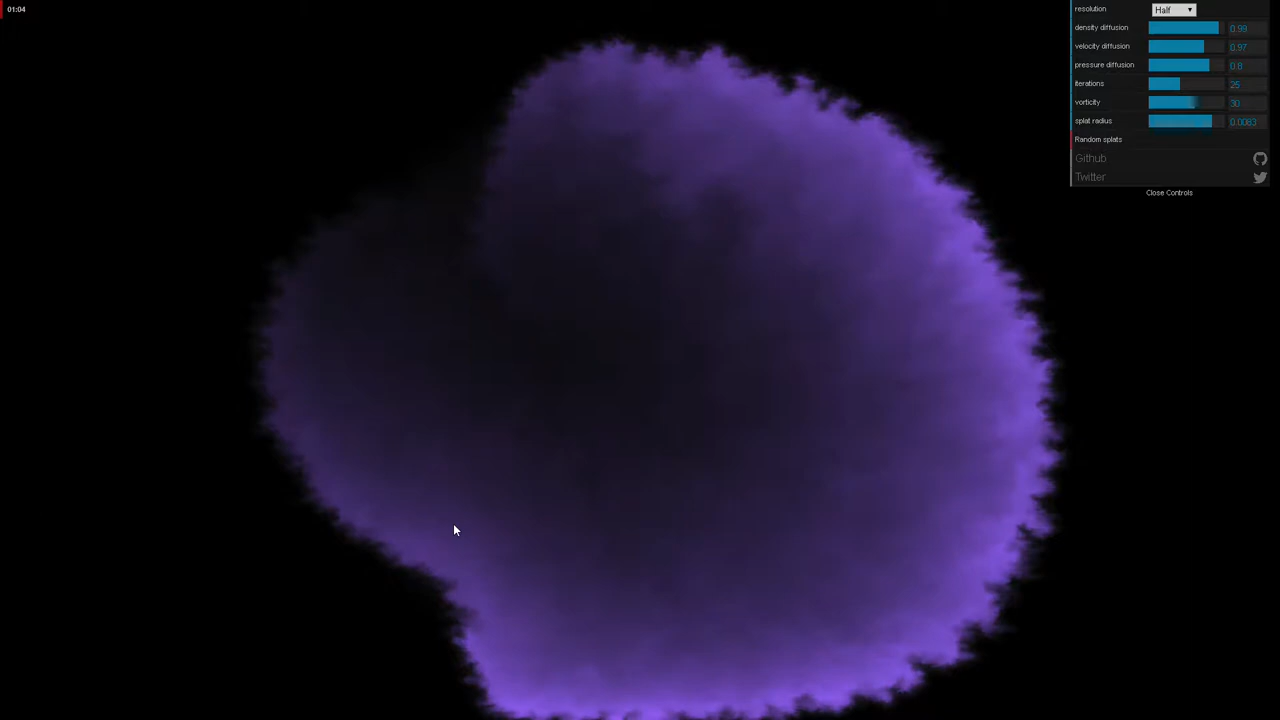 01:04
resolution Half
density diffusion 0.99
velocity diffusion 0.97
pressure diffusion 0.8
iterations 25
vorticity 30
splat radius 0.0083
Random splats
Github
Twitter
Close Controls